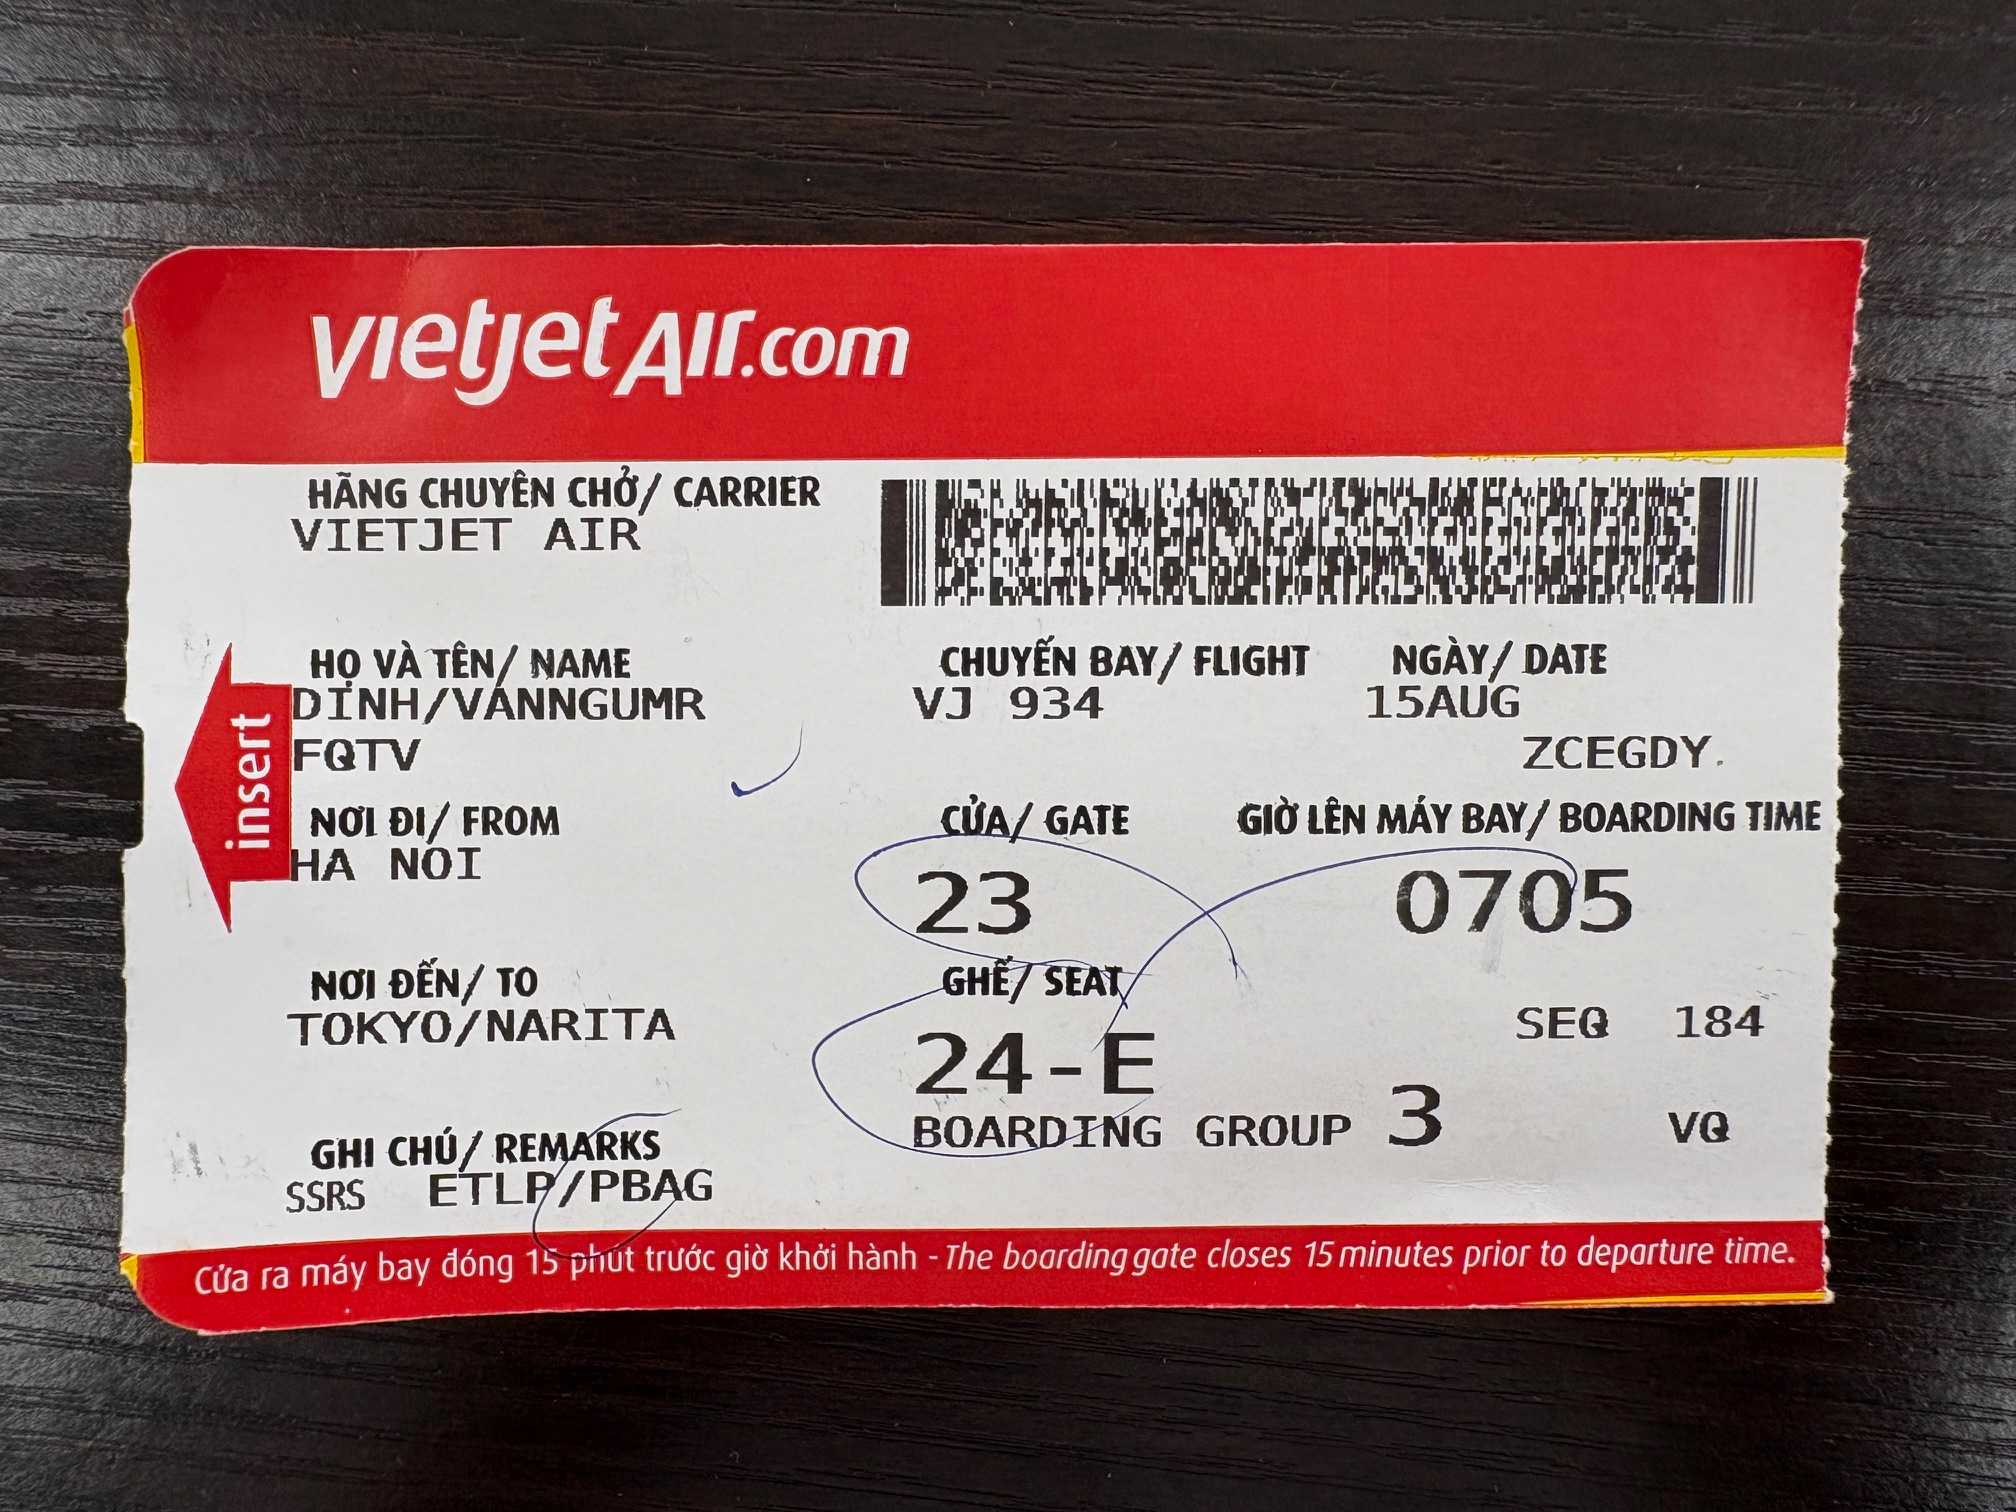 vietjetAir.com
HÃNG CHUYÊN CHỞ/ CARRIER
VIETJET AIR
HỌ VÀ TÊN/ NAME
DINH/VANNGUMR
FQTV
CHUYẾN BAY/ FLIGHT
VJ 934
NGÀY/ DATE
15AUG
ZCEGDY.
insert
NƠI ĐI/ FROM
HA NOI
CỬA/ GATE
23
GIỜ LÊN MÁY BAY/ BOARDING TIME
0705
NƠI ĐẾN/ TO
TOKYO/NARITA
GHẾ/ SEAT
24-E
SEQ 184
BOARDING GROUP 3
VQ
GHI CHÚ/ REMARKS
SSRS ETLP/PBAG
Cửa ra máy bay đóng 15 phút trước giờ khởi hành - The boarding gate closes 15 minutes prior to departure time.